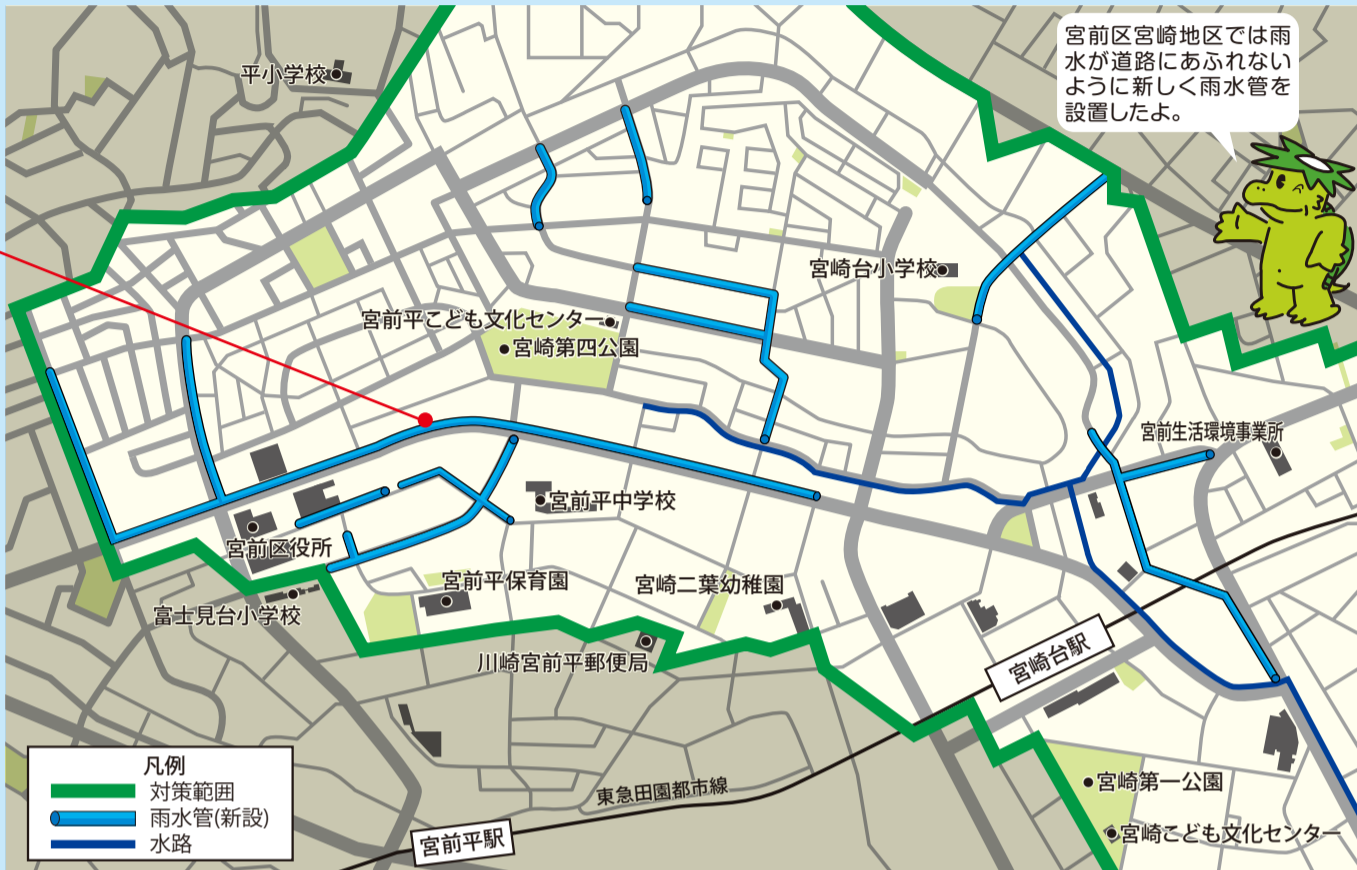 宮前区宮崎地区では雨
水が道路にあふれない
ように新しく雨水管を
設置したよ。
平小学校
宮崎台小学校
宮前平こども文化センター
宮崎第四公園
宮前生活環境事業所
宮前平中学校
宮前区役所
宮前平保育園
宮崎二葉幼稚園
富士見台小学校
川崎宮前平郵便局
宮崎台駅
東急田園都市線
宮前平駅
宮崎第一公園
宮崎こども文化センター
凡例
対策範囲
雨水管(新設)
水路